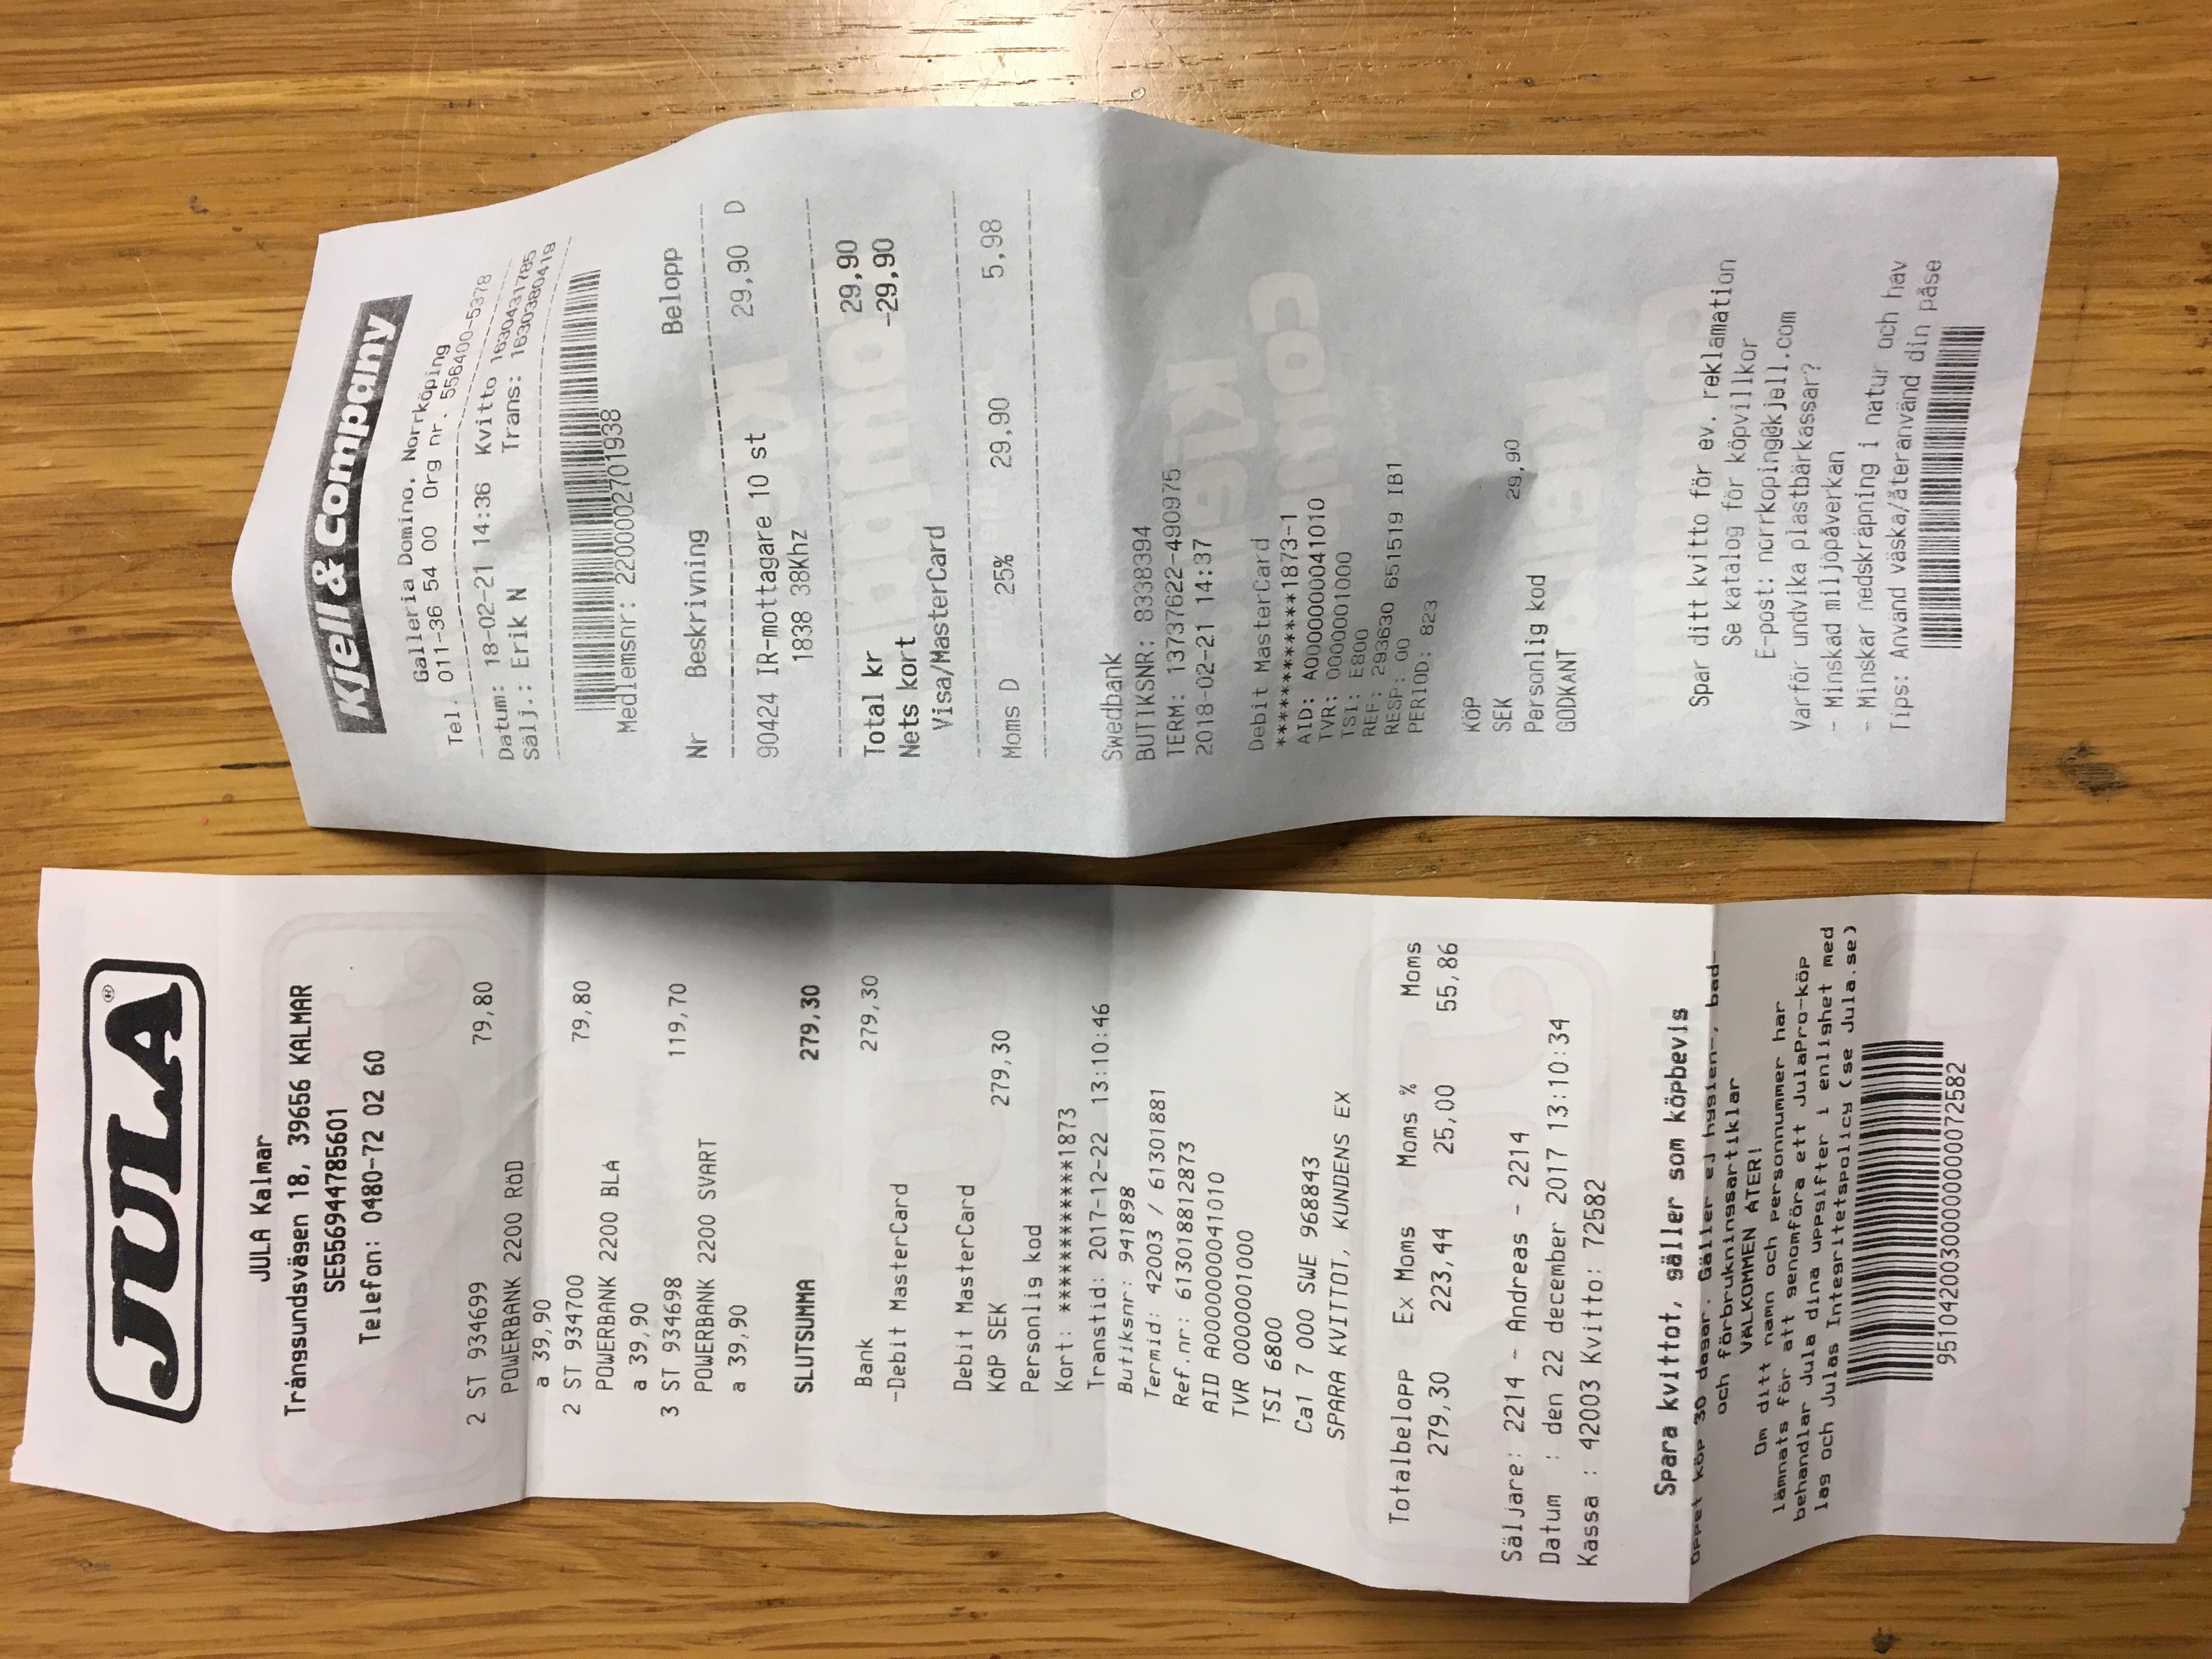 JULA®
JULA Kalmar
Trångsundsvägen 18, 39656 KALMAR
SE556944785601
Telefon: 0480-72 02 60
2 ST 934699 79,80
POWERBANK 2200 RöD
a 39,90
2 ST 934700 79,80
POWERBANK 2200 BLå
a 39,90
3 ST 934698 119,70
POWERBANK 2200 SVART
a 39,90
SLUTSUMMA 279,30
Bank 279,30
-Debit MasterCard
Debit MasterCard
KöP SEK 279,30
Personlig kod
Kort: ************1873
Transtid: 2017-12-22 13:10:46
Butiksnr: 941898
Termid: 42003 / 61301881
Ref.nr: 613018812873
AID A0000000041010
TVR 0000001000
TSI 6800
Ca1 7 000 SWE 968843
SPARA KVITTOT, KUNDENS EX
Totalbelopp Ex Moms Moms % Moms
279,30 223,44 25,00 55,86
Säljare: 2214 - Andreas - 2214
Datum : den 22 december 2017 13:10:34
Kassa : 42003 Kvitto: 72582
Spara kvittot, gäller som köpbevis
öppet köp 30 dagar. Gäller ej hygien-, bad-
och förbrukningsartiklar
VäLKOMMEN åTER!
Om ditt namn och personnummer har
lämnats för att genomföra ett JulaPro-köp
behandlar Jula dina uppgifter i enlighet med
lag och Julas Integritetspolicy (se Jula.se)
95104200300000000072582
Kjell & Company
Galleria Domino, Norrköping
Tel. 011-36 54 00 Org nr. 556400-5378
Datum: 18-02-21 14:36 Kvitto 1630431785
Sälj.: Erik N Trans: 1630380419
Medlemsnr: 2200002701938
Nr Beskrivning Belopp
90424 IR-mottagare 10 st 29,90 D
1838 38Khz
Total kr 29,90
Nets kort -29,90
Visa/MasterCard
Moms D 25% 29,90 5,98
Swedbank
BUTIKSNR: 8338394
TERM: 13737622-490975
2018-02-21 14:37
Debit MasterCard
************1873-1
AID: A0000000041010
TVR: 0000001000
TSI: E800
REF: 293630 651519 IB1
RESP: 00
PERIOD: 823
KöP
SEK 29,90
Personlig kod
GODKäNT
Spar ditt kvitto för ev. reklamation
Se katalog för köpvillkor
E-post: norrkoping@kjell.com
Varför undvika plastbärkassar?
- Minskad miljöpåverkan
- Minskar nedskräpning i natur och hav
Tips: Använd väska/återanvänd din påse